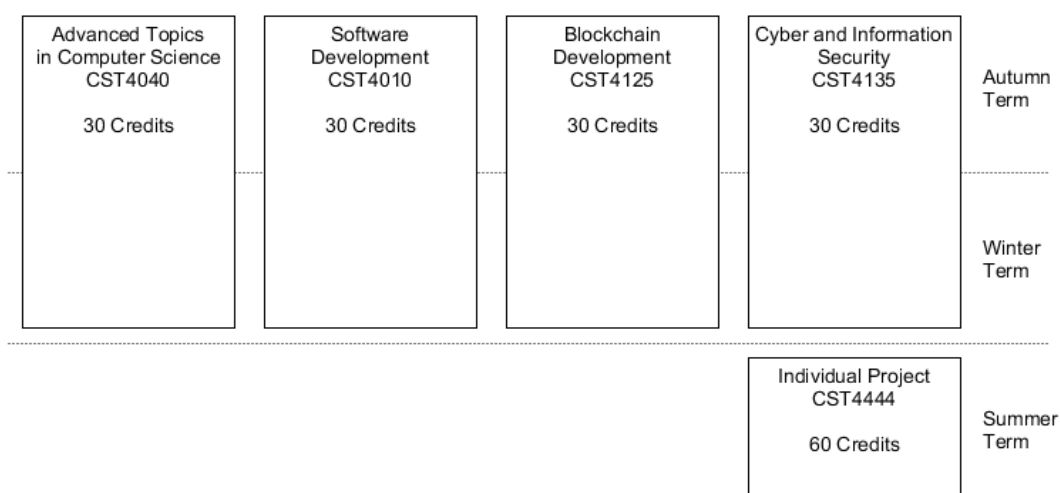 Advanced Topics
in Computer Science
CST4040
30 Credits
Software
Development
CST4010
30 Credits
Blockchain
Development
CST4125
30 Credits
Cyber and Information
Security
CST4135
30 Credits
Autumn
Term
Winter
Term
Individual Project
CST4444
60 Credits
Summer
Term